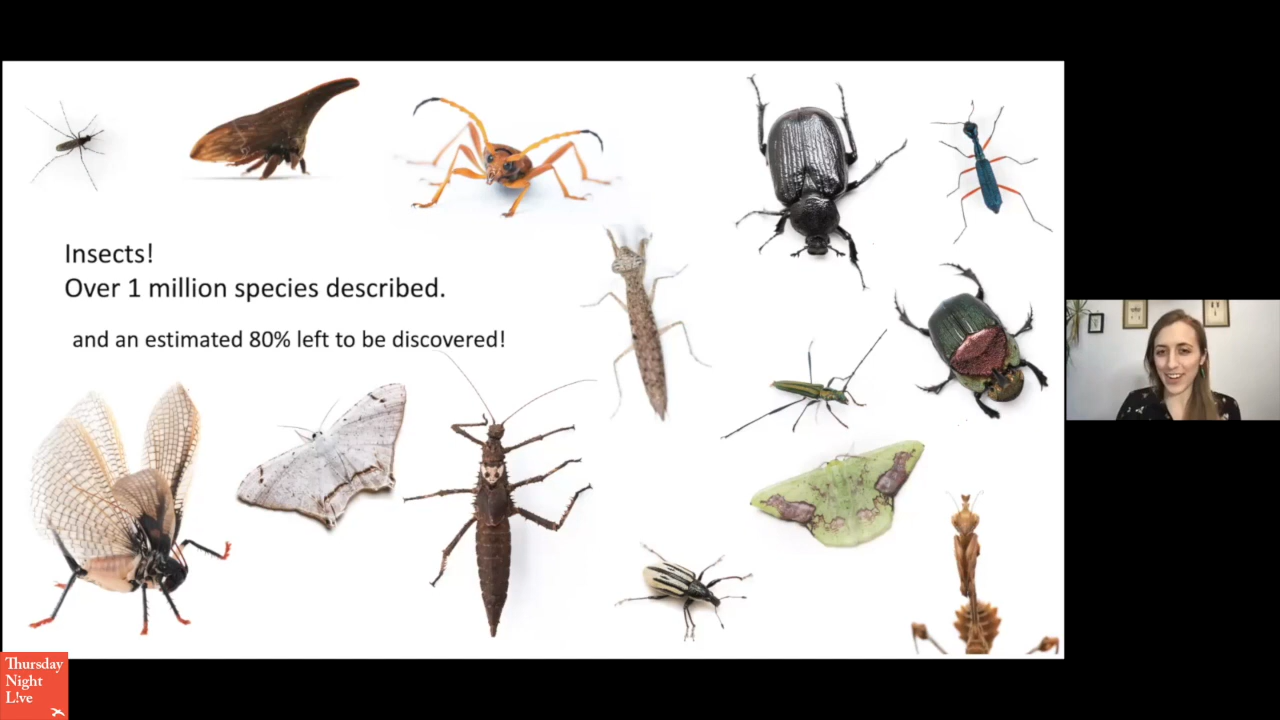 Insects!
Over 1 million species described.
and an estimated 80% left to be discovered!
Thursday
Night
L!ve